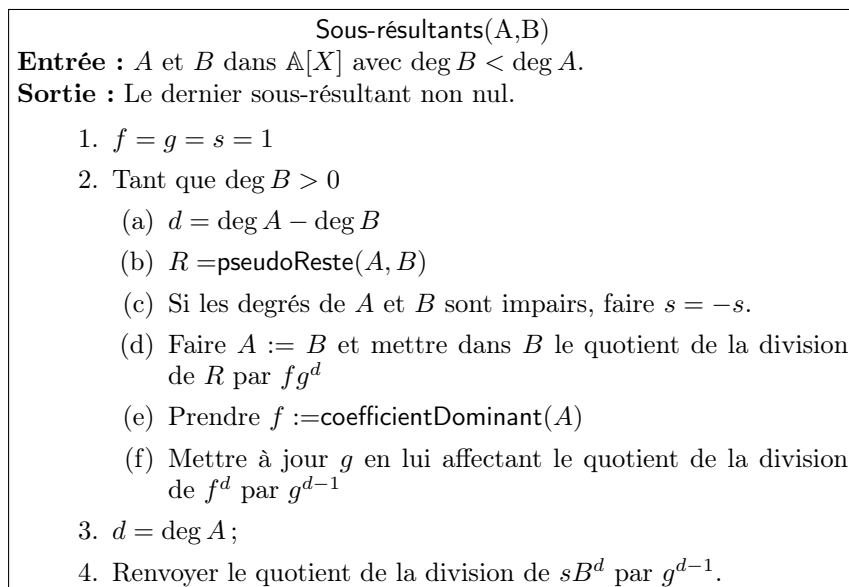 Sous-résultants(A,B)
Entrée : A et B dans 𝔸[X] avec deg B < deg A.
Sortie : Le dernier sous-résultant non nul.
1. f = g = s = 1
2. Tant que deg B > 0
(a) d = deg A − deg B
(b) R =pseudoReste(A, B)
(c) Si les degrés de A et B sont impairs, faire s = −s.
(d) Faire A := B et mettre dans B le quotient de la division
de R par fg^d
(e) Prendre f :=coefficientDominant(A)
(f) Mettre à jour g en lui affectant le quotient de la division
de f^d par g^{d−1}
3. d = deg A ;
4. Renvoyer le quotient de la division de sB^d par g^{d−1}.